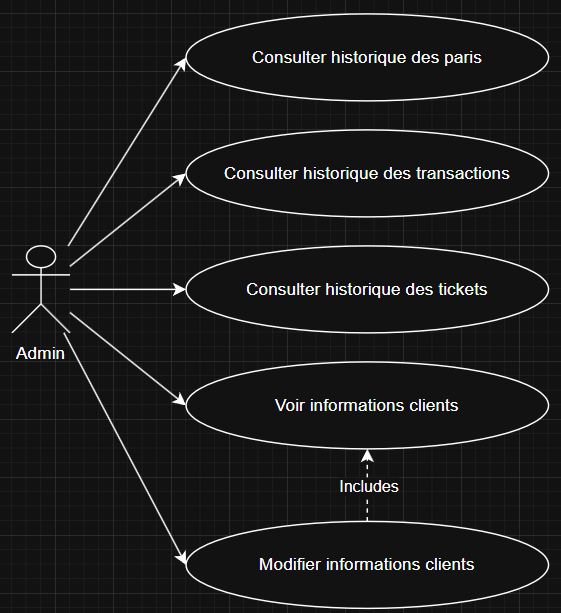 Consulter historique des paris
Consulter historique des transactions
Consulter historique des tickets
Admin
Voir informations clients
Includes
Modifier informations clients